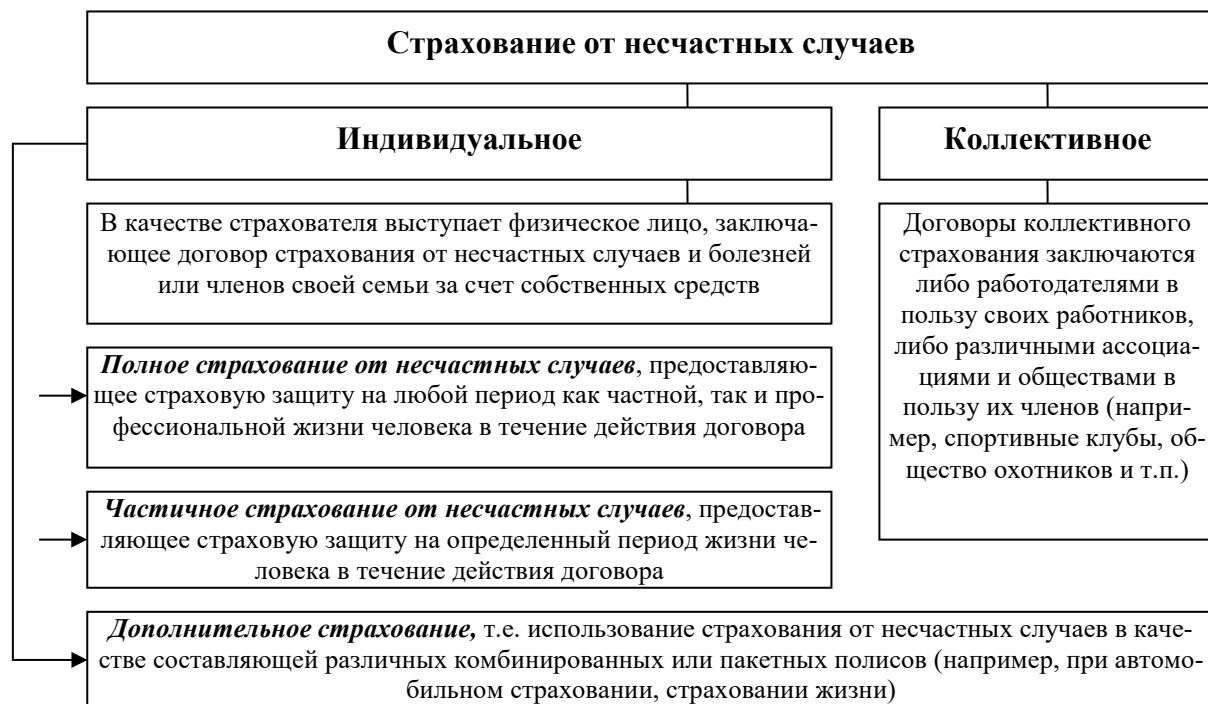 Страхование от несчастных случаев
Индивидуальное
В качестве страхователя выступает физическое лицо, заключа-
ющее договор страхования от несчастных случаев и болезней
или членов своей семьи за счет собственных средств
Полное страхование от несчастных случаев, предоставляю-
щее страховую защиту на любой период как частной, так и про-
фессиональной жизни человека в течение действия договора
Частичное страхование от несчастных случаев, предостав-
ляющее страховую защиту на определенный период жизни че-
ловека в течение действия договора
Коллективное
Договоры коллективного
страхования заключаются
либо работодателями в
пользу своих работников,
либо различными ассоциа-
циями и обществами в
пользу их членов (напри-
мер, спортивные клубы, об-
щество охотников и т.п.)
Дополнительное страхование, т.е. использование страхования от несчастных случаев в каче-
стве составляющей различных комбинированных или пакетных полисов (например, при автомо-
бильном страховании, страховании жизни)